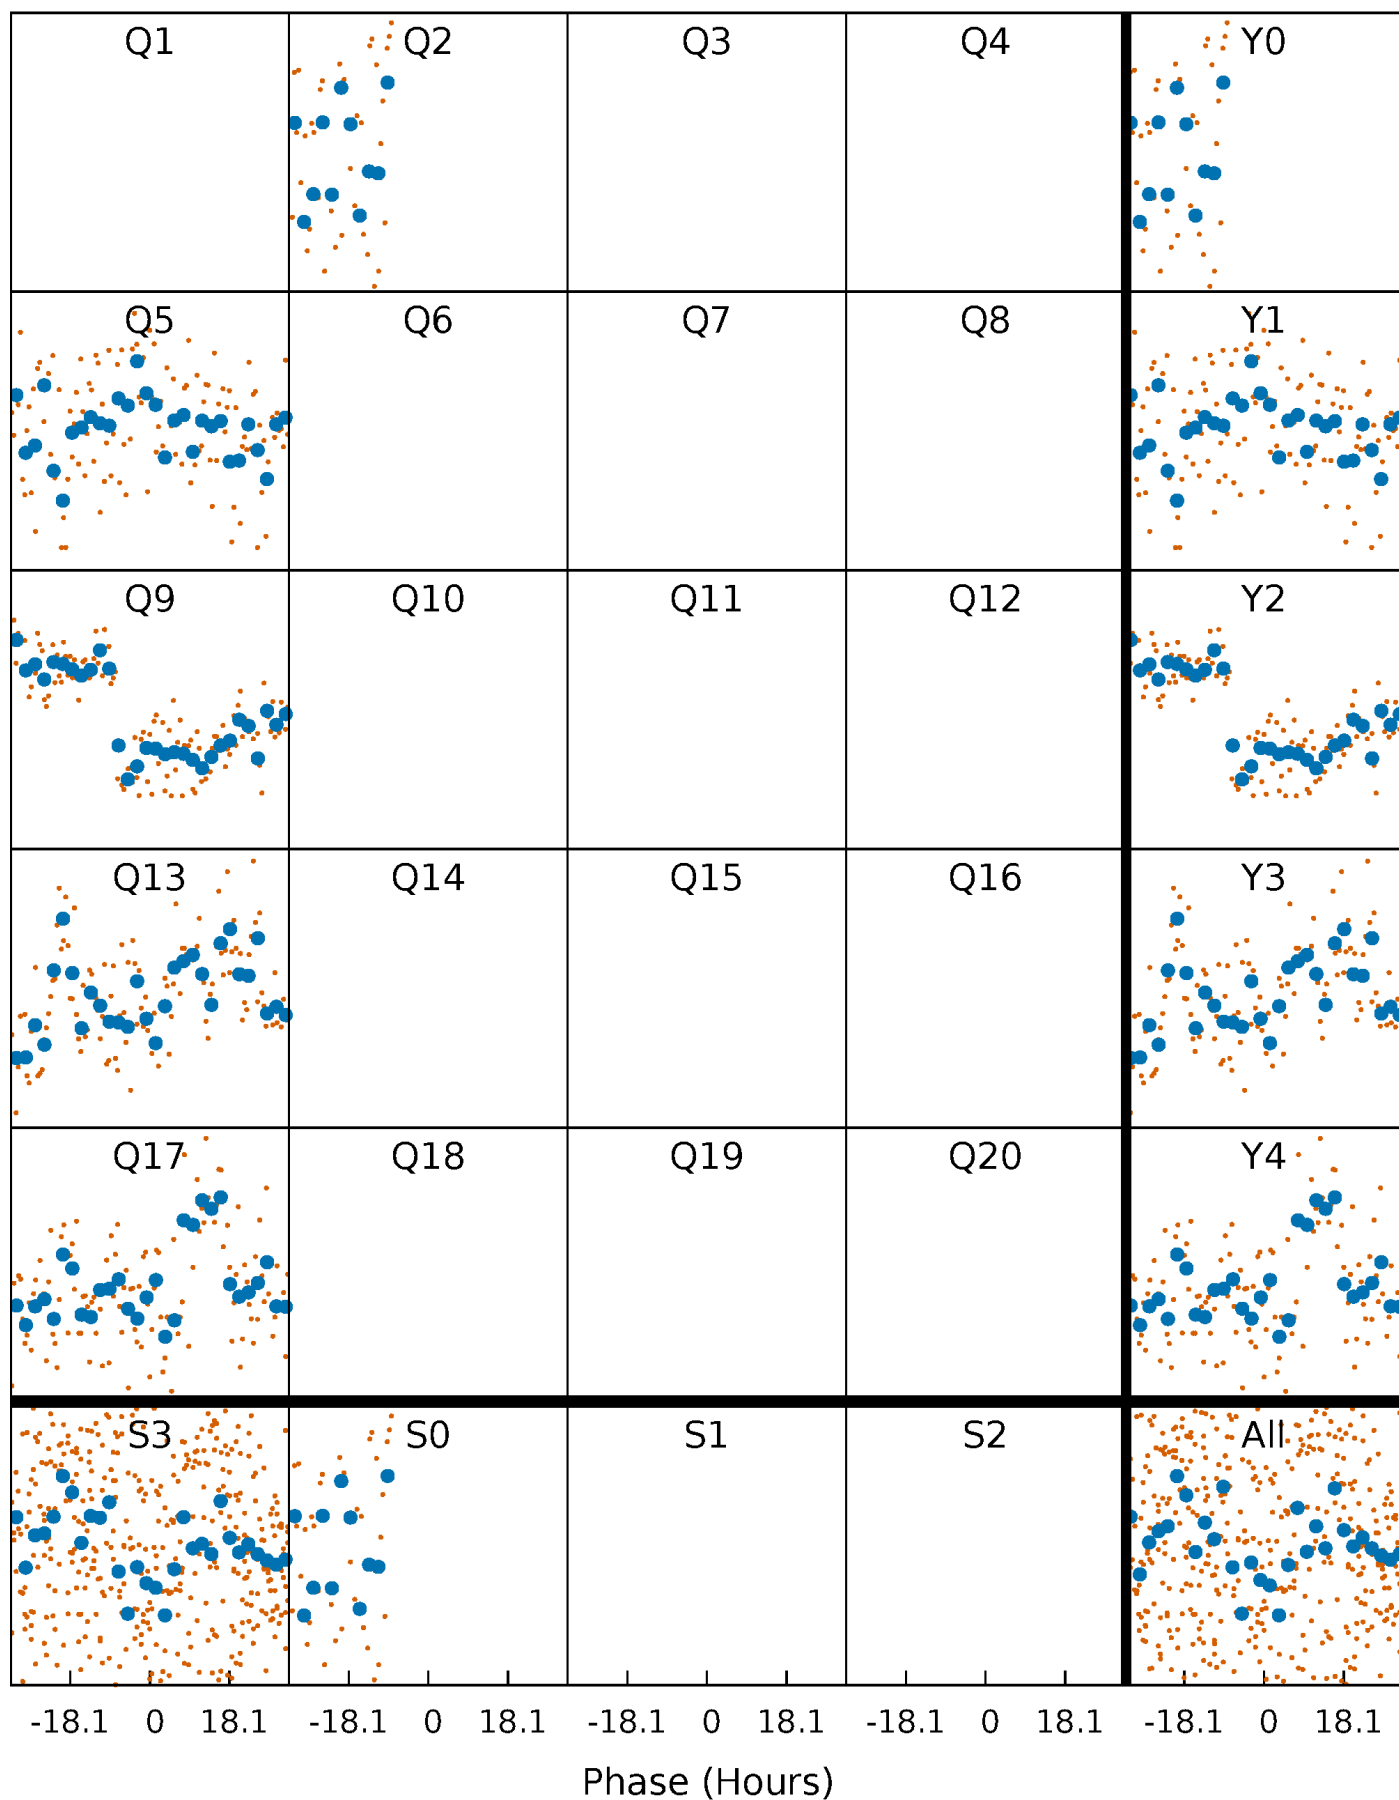 Q1 Q2 Q3 Q4 Y0
Q5 Q6 Q7 Q8 Y1
Q9 Q10 Q11 Q12 Y2
Q13 Q14 Q15 Q16 Y3
Q17 Q18 Q19 Q20 Y4
S3 S0 S1 S2 All
-18.1 0 18.1 -18.1 0 18.1 -18.1 0 18.1 -18.1 0 18.1 -18.1 0 18.1
Phase (Hours)